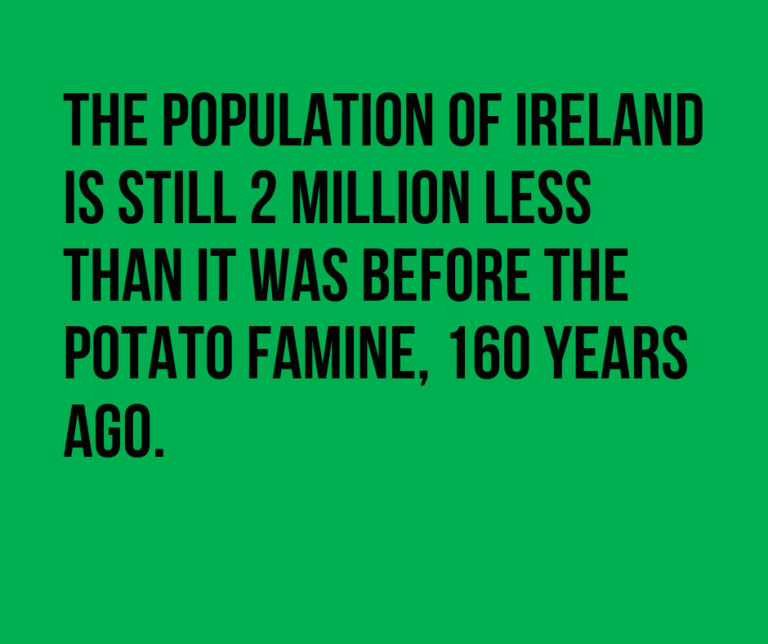 THE POPULATION OF IRELAND
IS STILL 2 MILLION LESS
THAN IT WAS BEFORE THE
POTATO FAMINE, 160 YEARS
AGO.